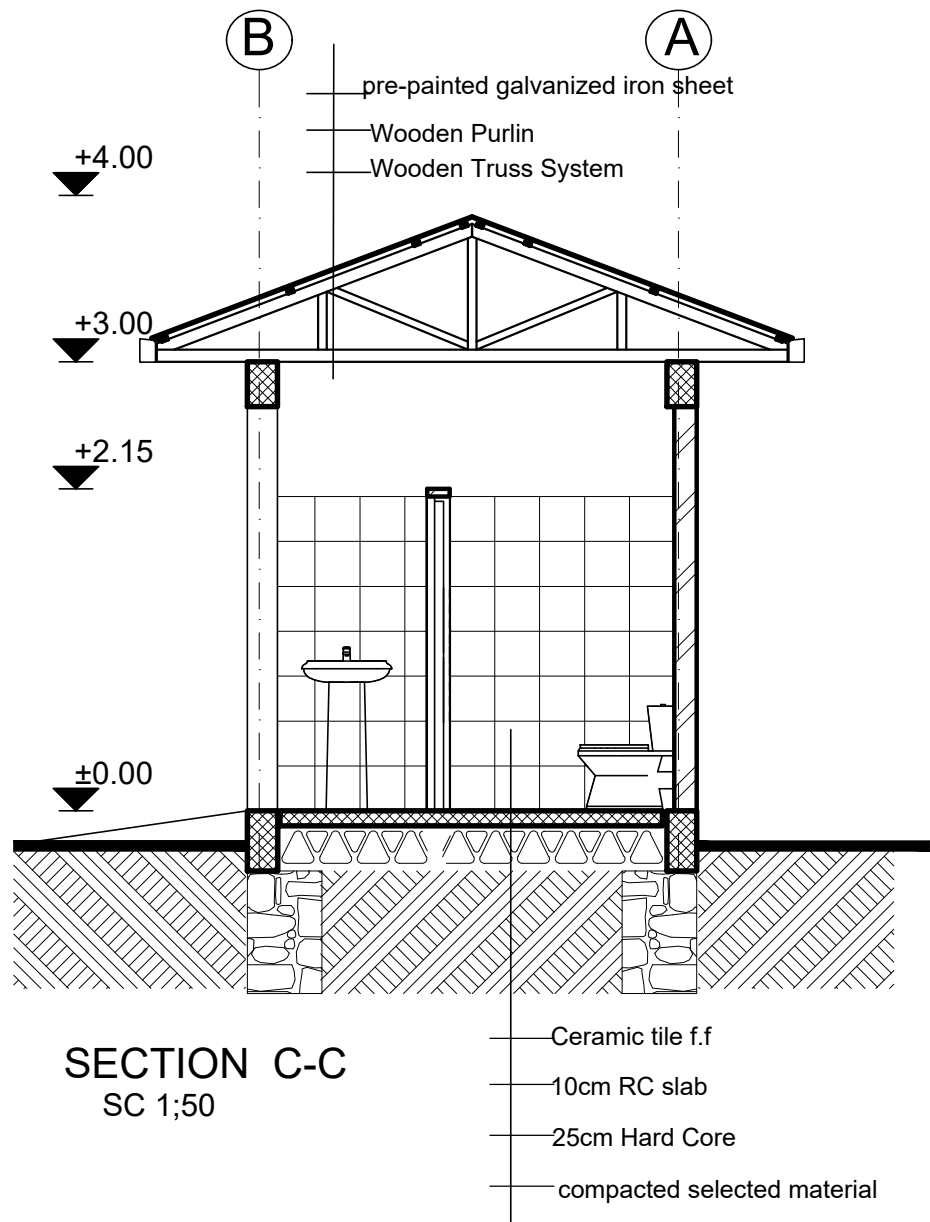 B
A
pre-painted galvanized iron sheet
Wooden Purlin
Wooden Truss System
+4.00
+3.00
+2.15
±0.00
Ceramic tile f.f
SECTION C-C
SC 1;50
10cm RC slab
25cm Hard Core
compacted selected material